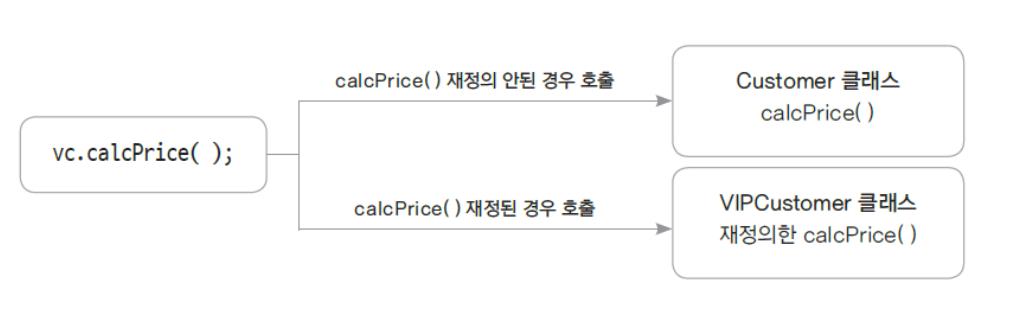 calcPrice( ) 재정의 안된 경우 호출
Customer 클래스
calcPrice( )
vc.calcPrice( );
calcPrice( ) 재정된 경우 호출
VIPCustomer 클래스
재정의한 calcPrice( )